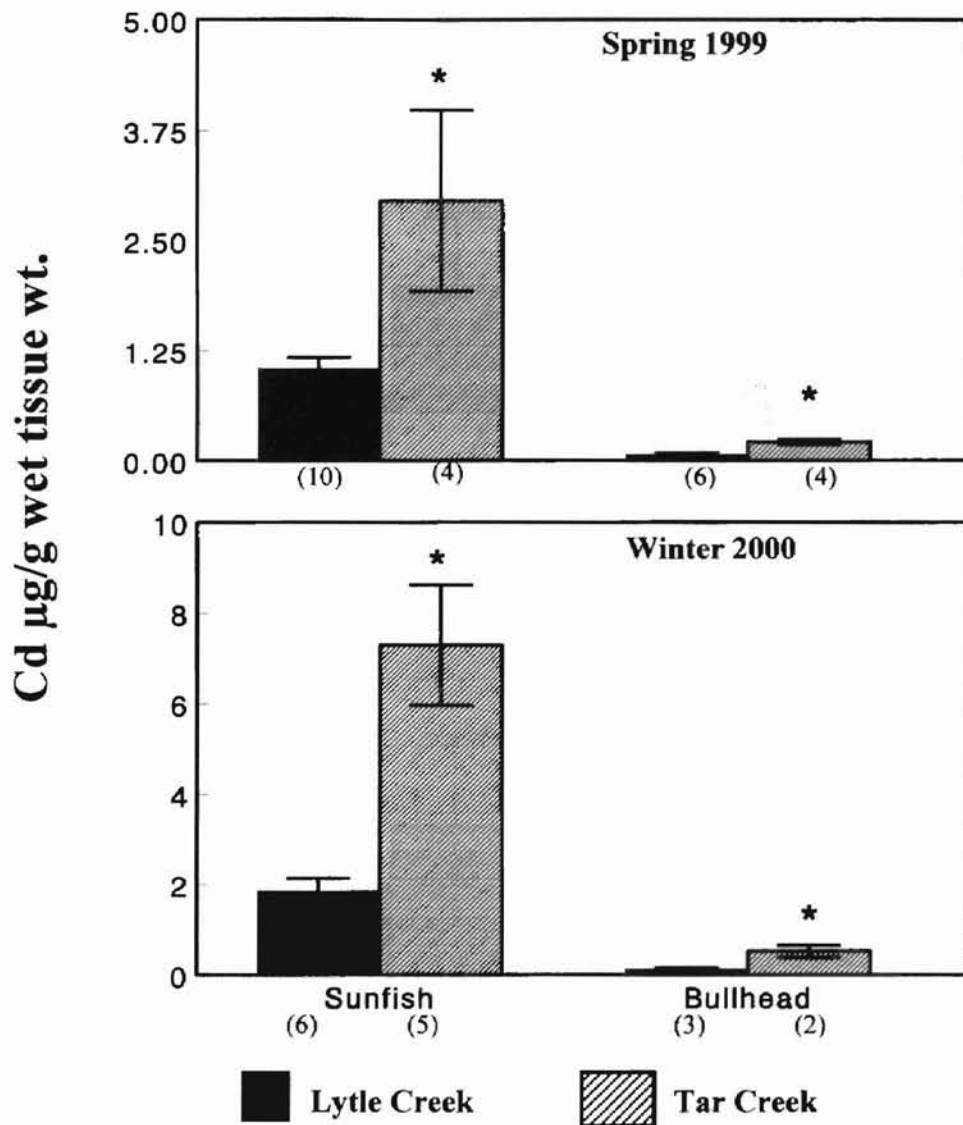 Cd µg/g wet tissue wt.
5.00
Spring 1999
*
3.75
2.50
1.25
*
0.00
(10) (4) (6) (4)
10
Winter 2000
*
8
6
4
2
*
0
Sunfish Bullhead
(6) (5) (3) (2)
Lytle Creek Tar Creek